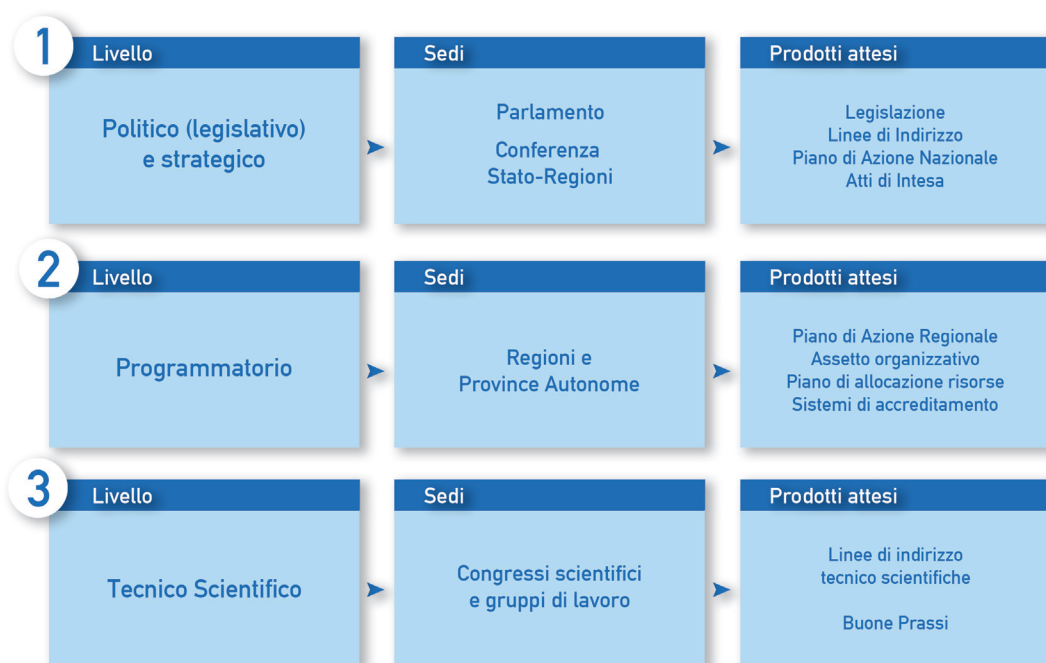 1
Livello
Sedi
Prodotti attesi
Politico (legislativo)
e strategico
Parlamento
Conferenza
Stato-Regioni
Legislazione
Linee di Indirizzo
Piano di Azione Nazionale
Atti di Intesa
2
Livello
Sedi
Prodotti attesi
Programmatorio
Regioni e
Province Autonome
Piano di Azione Regionale
Assetto organizzativo
Piano di allocazione risorse
Sistemi di accreditamento
3
Livello
Sedi
Prodotti attesi
Tecnico Scientifico
Congressi scientifici
e gruppi di lavoro
Linee di indirizzo
tecnico scientifiche
Buone Prassi